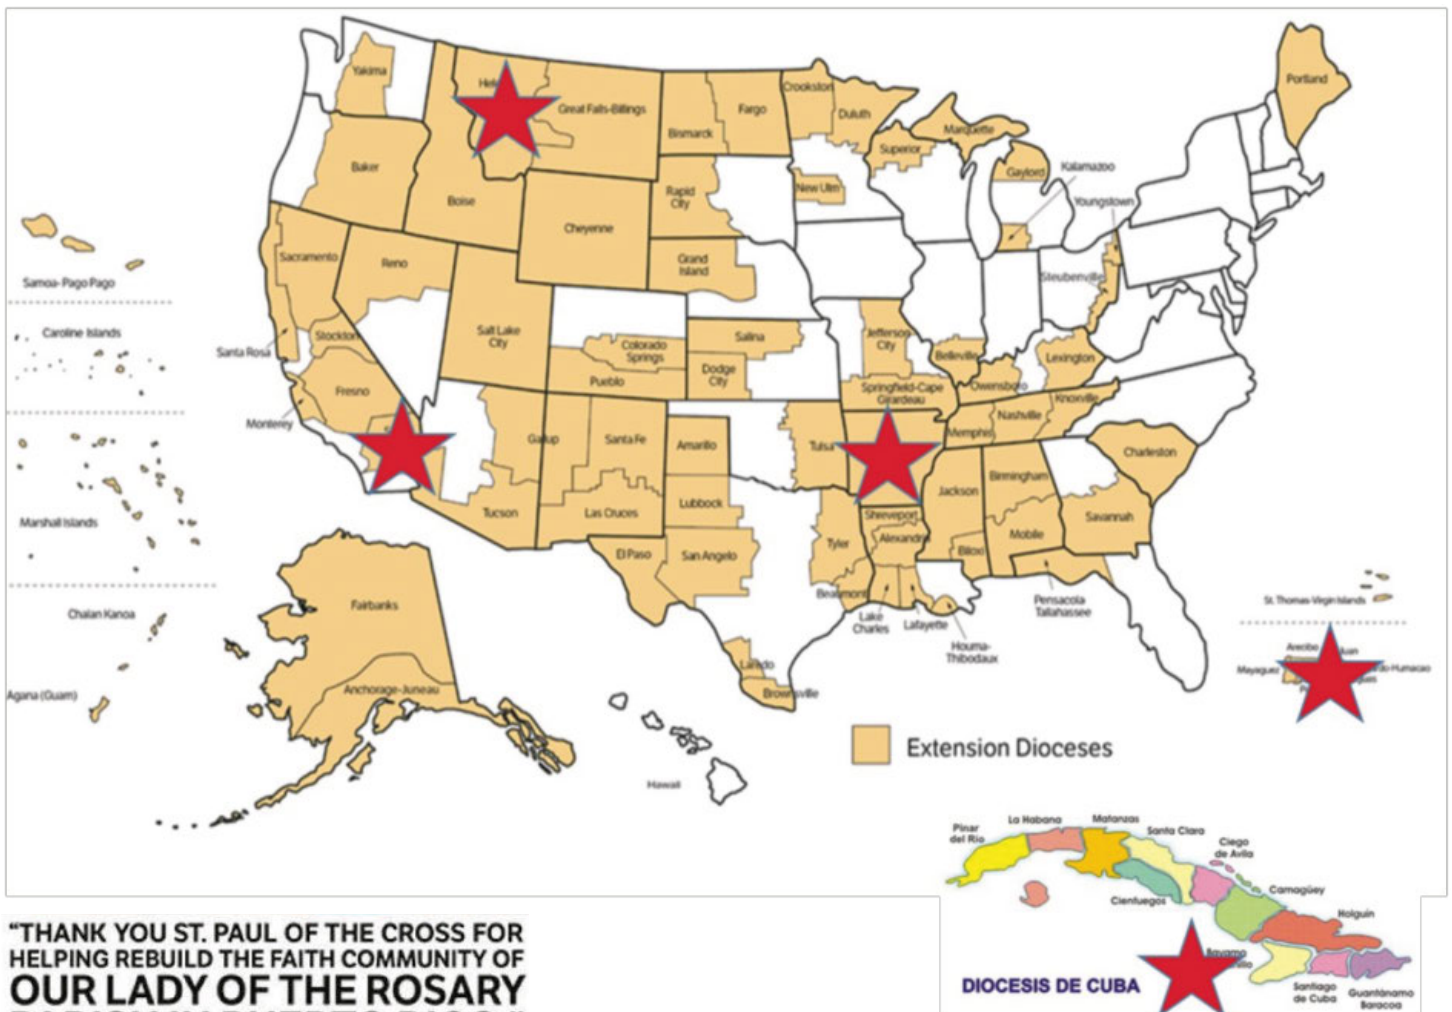 Yakima
Hel
Great Falls-Billings
Bismarck
Fargo
Crookston
Duluth
Marquette
Superior
Portland
Baker
Boise
Cheyenne
Rapid
City
New Ulm
Gaylord
Kalamazoo
Youngstown
Sacramento
Reno
Grand
Island
Steubenville
Samoa- Pago Pago
Caroline Islands
Santa Rosa
Stockton
Salt Lake
City
Colorado
Springs
Pueblo
Salina
Dodge
City
Jefferson
City
Belleville
Lexington
Owensboro
Springfield-Cape
Girardeau
Knoxville
Nashville
Memphis
Fresno
Monterey
Gallup
Santa Fe
Amarillo
Tulsa
Charleston
Birmingham
Jackson
Lubbock
Las Cruces
Tucson
Savannah
Mobile
Shreveport
Alexandria
Biloxi
Marshall Islands
El Paso
San Angelo
Tyler
Beaumont
Lake
Charles
Lafayette
Houma-
Thibodaux
Pensacola
Tallahassee
St. Thomas-Virgin Islands
Chalan Kanoa
Fairbanks
Anchorage-Juneau
Laredo
Brownsville
Arecibo
Juan
Mayaguez
do-Humacao
Agana (Guam)
Hawaii
Extension Dioceses
Pinar
del Río
La Habana
Matanzas
Santa Clara
Ciego
de Avila
Cienfuegos
Camagüey
Holguin
Bayamo
DIOCESIS DE CUBA
Santiago
de Cuba
Guantánamo
Baracoa
“THANK YOU ST. PAUL OF THE CROSS FOR
HELPING REBUILD THE FAITH COMMUNITY OF
OUR LADY OF THE ROSARY